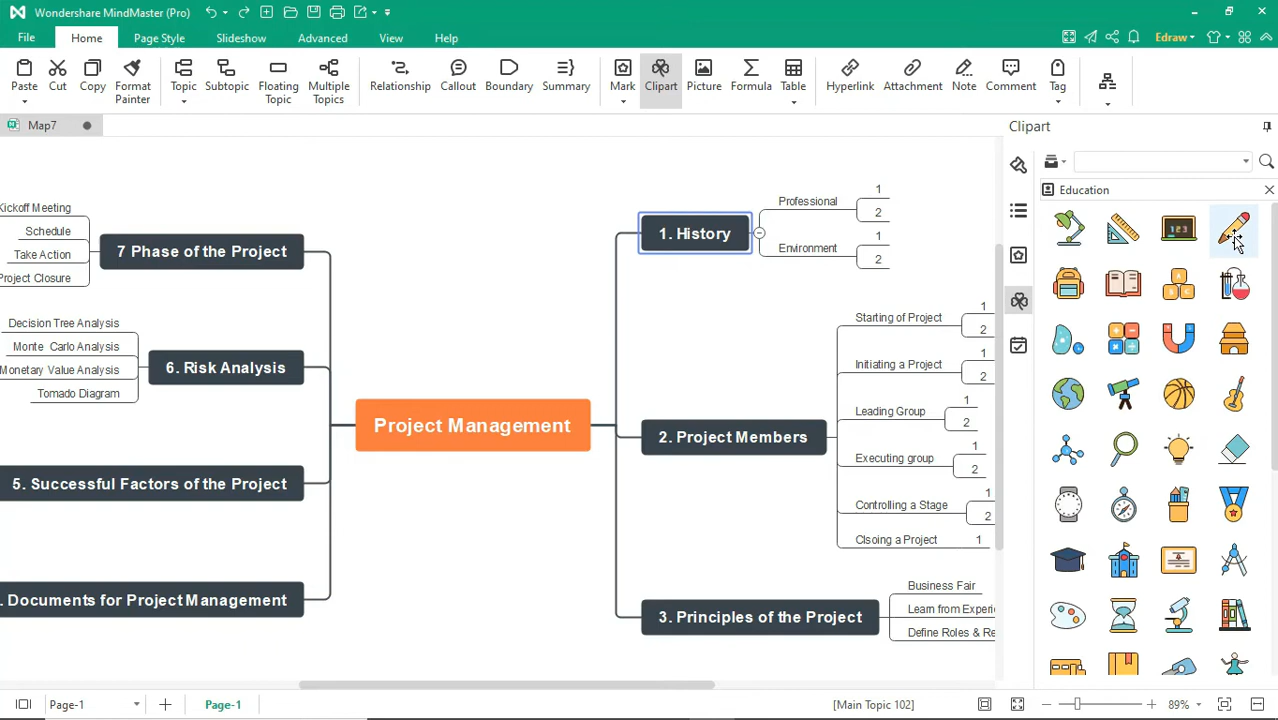 Wondershare MindMaster (Pro)
File Home Page Style Slideshow Advanced View Help Edraw
Paste Cut Copy Format Painter Topic Subtopic Floating Topic Multiple Topics Relationship Callout Boundary Summary Mark Clipart Picture Formula Table Hyperlink Attachment Note Comment Tag
Map7
Clipart
Education
1 2 3
Kickoff Meeting
Schedule
Take Action
Project Closure
7 Phase of the Project
Decision Tree Analysis
Monte Carlo Analysis
Monetary Value Analysis
Tomado Diagram
6. Risk Analysis
5. Successful Factors of the Project
. Documents for Project Management
Project Management
1. History
Professional
1
2
Environment
1
2
2. Project Members
Starting of Project
1
2
Initiating a Project
1
2
Leading Group
1
2
Executing group
1
2
Controlling a Stage
1
2
Clsoing a Project
1
3. Principles of the Project
Business Fair
Learn from Experi
Define Roles & Re
Page-1
Page-1
[Main Topic 102]
89%